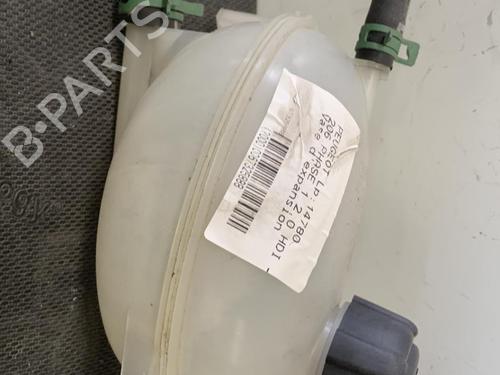 PEUGEOT LP: 14780
206 PHASE 1 2.0 HDI -
Vase d'expansion
B-PARTS